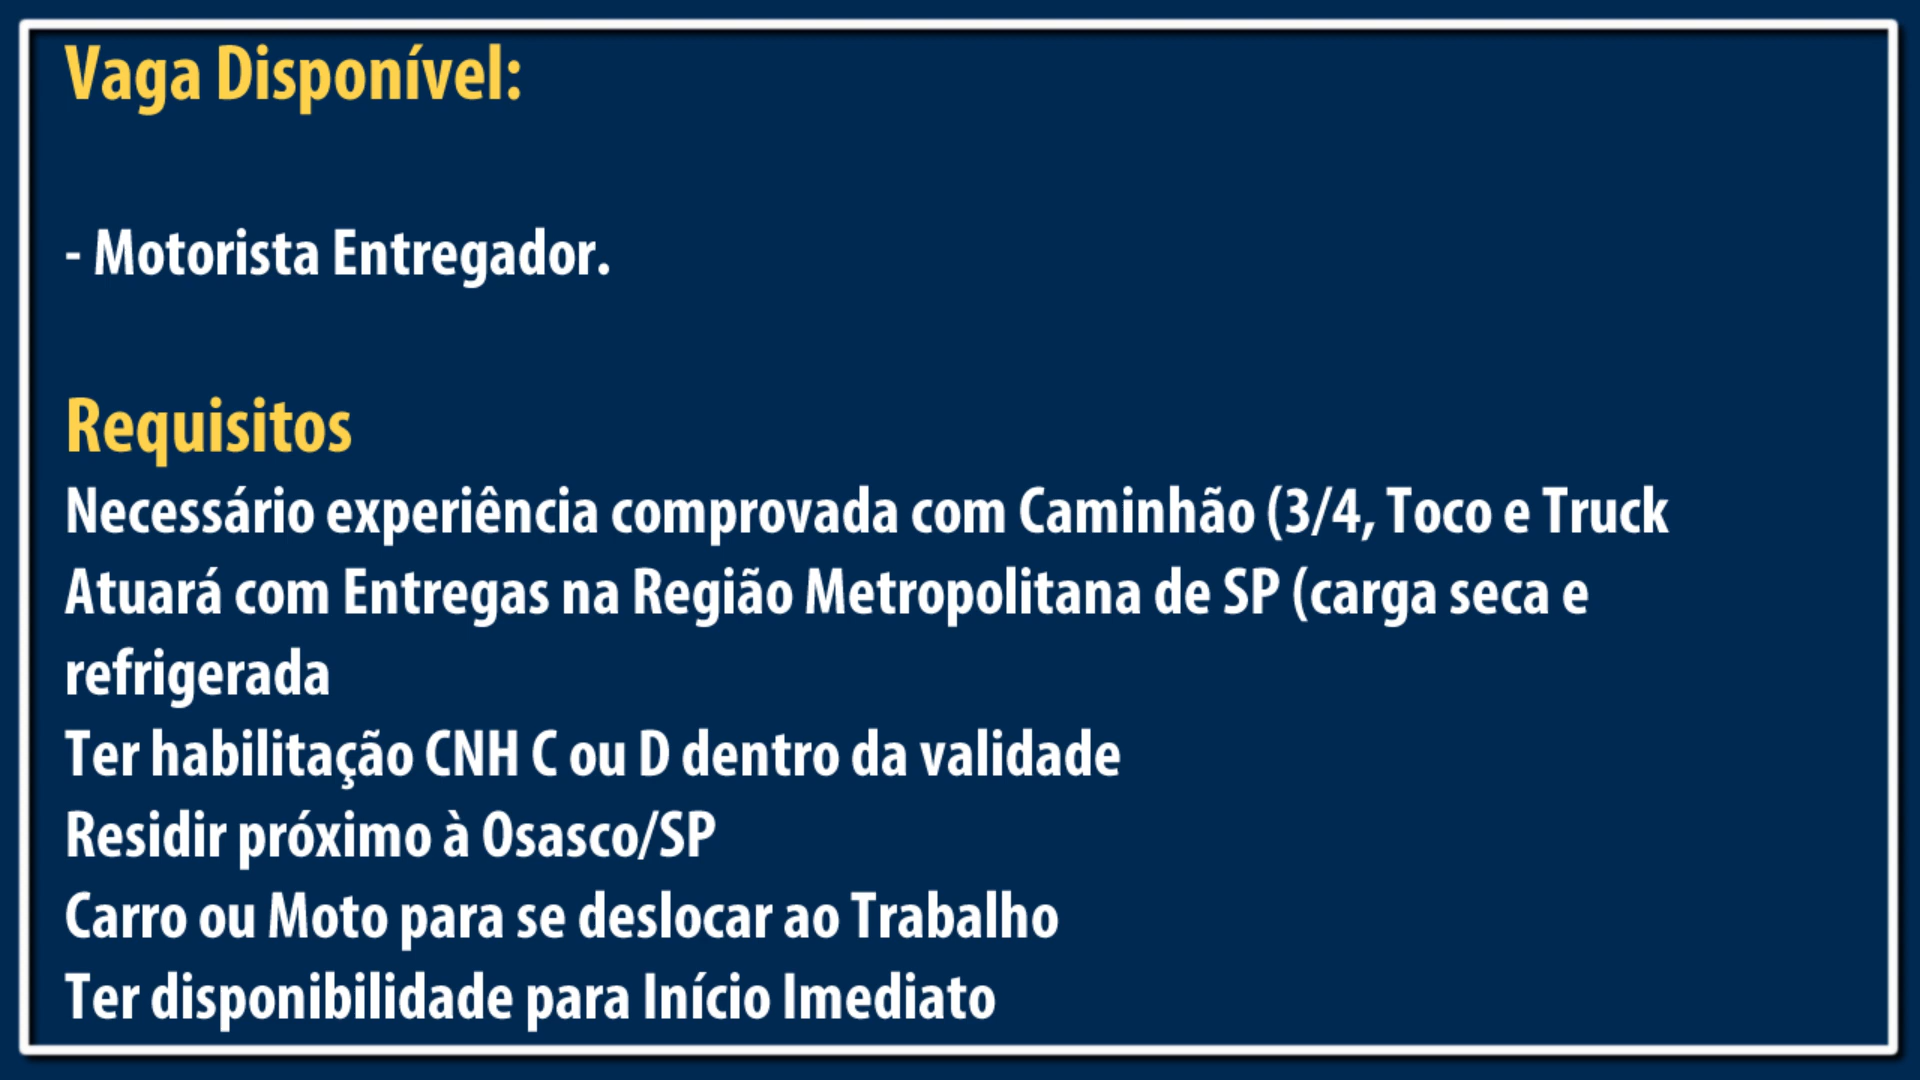 Vaga Disponível:
- Motorista Entregador.
Requisitos
Necessário experiência comprovada com Caminhão (3/4, Toco e Truck
Atuará com Entregas na Região Metropolitana de SP (carga seca e
refrigerada
Ter habilitação CNH C ou D dentro da validade
Residir próximo à Osasco/SP
Carro ou Moto para se deslocar ao Trabalho
Ter disponibilidade para Início Imediato